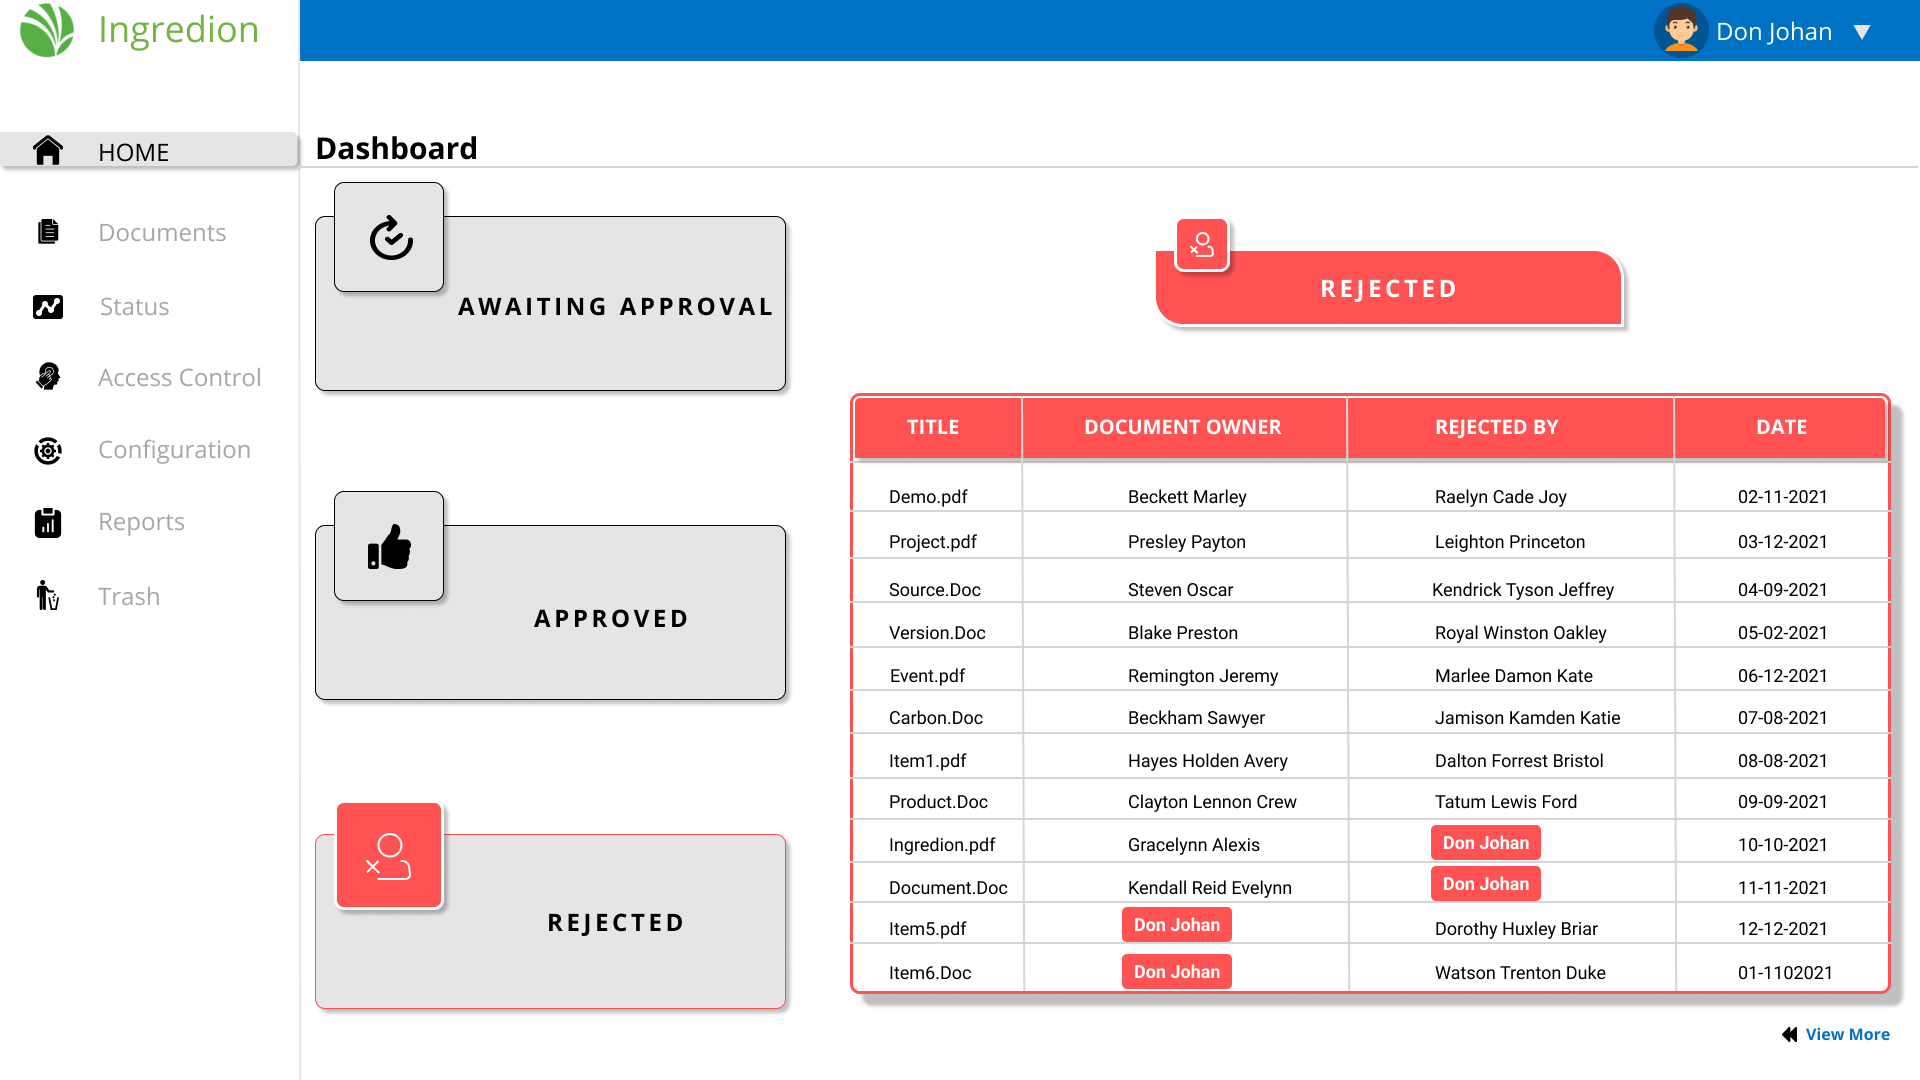 Ingredion
Don Johan
HOME
Documents
Status
Access Control
Configuration
Reports
Trash
Dashboard
AWAITING APPROVAL
APPROVED
REJECTED
REJECTED
TITLE DOCUMENT OWNER REJECTED BY DATE
Demo.pdf Beckett Marley Raelyn Cade Joy 02-11-2021
Project.pdf Presley Payton Leighton Princeton 03-12-2021
Source.Doc Steven Oscar Kendrick Tyson Jeffrey 04-09-2021
Version.Doc Blake Preston Royal Winston Oakley 05-02-2021
Event.pdf Remington Jeremy Marlee Damon Kate 06-12-2021
Carbon.Doc Beckham Sawyer Jamison Kamden Katie 07-08-2021
Item1.pdf Hayes Holden Avery Dalton Forrest Bristol 08-08-2021
Product.Doc Clayton Lennon Crew Tatum Lewis Ford 09-09-2021
Ingredion.pdf Gracelynn Alexis Don Johan 10-10-2021
Document.Doc Kendall Reid Evelynn Don Johan 11-11-2021
Item5.pdf Don Johan Dorothy Huxley Briar 12-12-2021
Item6.Doc Don Johan Watson Trenton Duke 01-1102021
View More